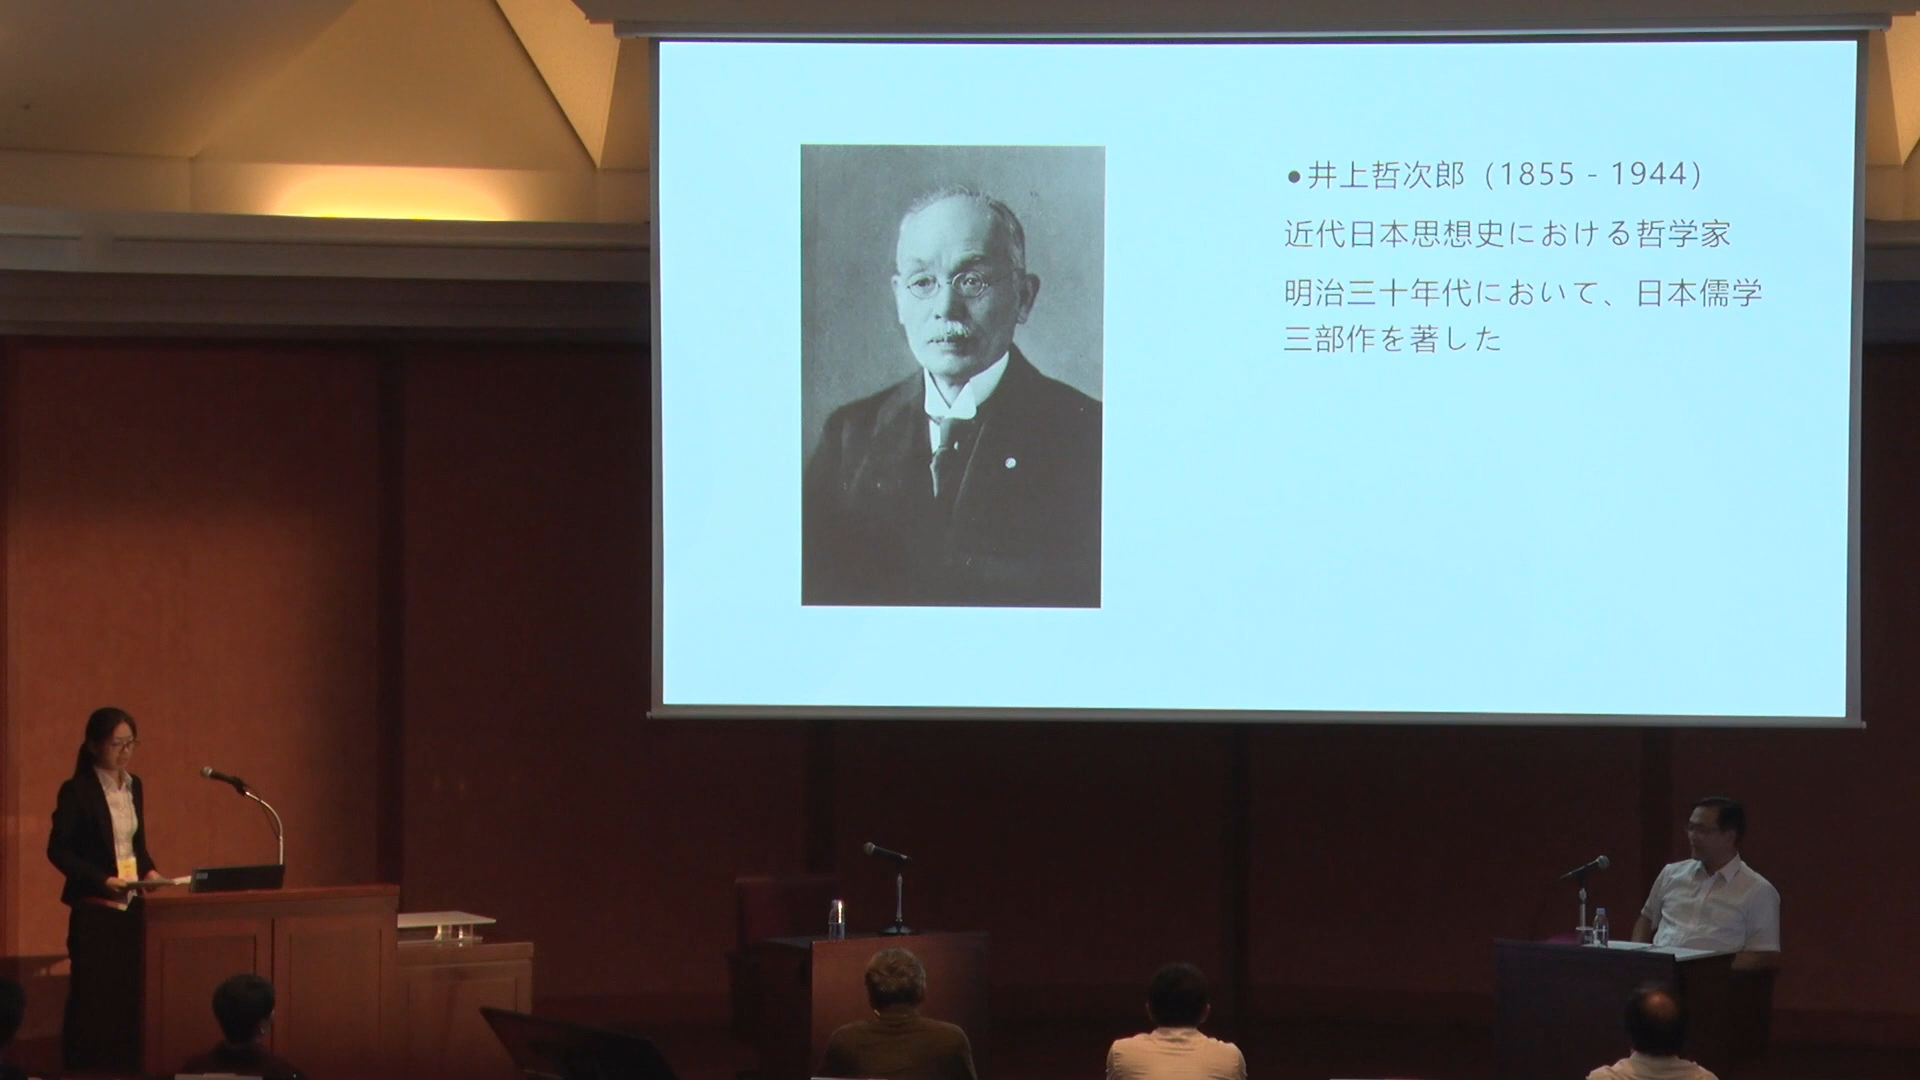 •井上哲次郎（1855 - 1944）
近代日本思想史における哲学家
明治三十年代において、日本儒学
三部作を著した